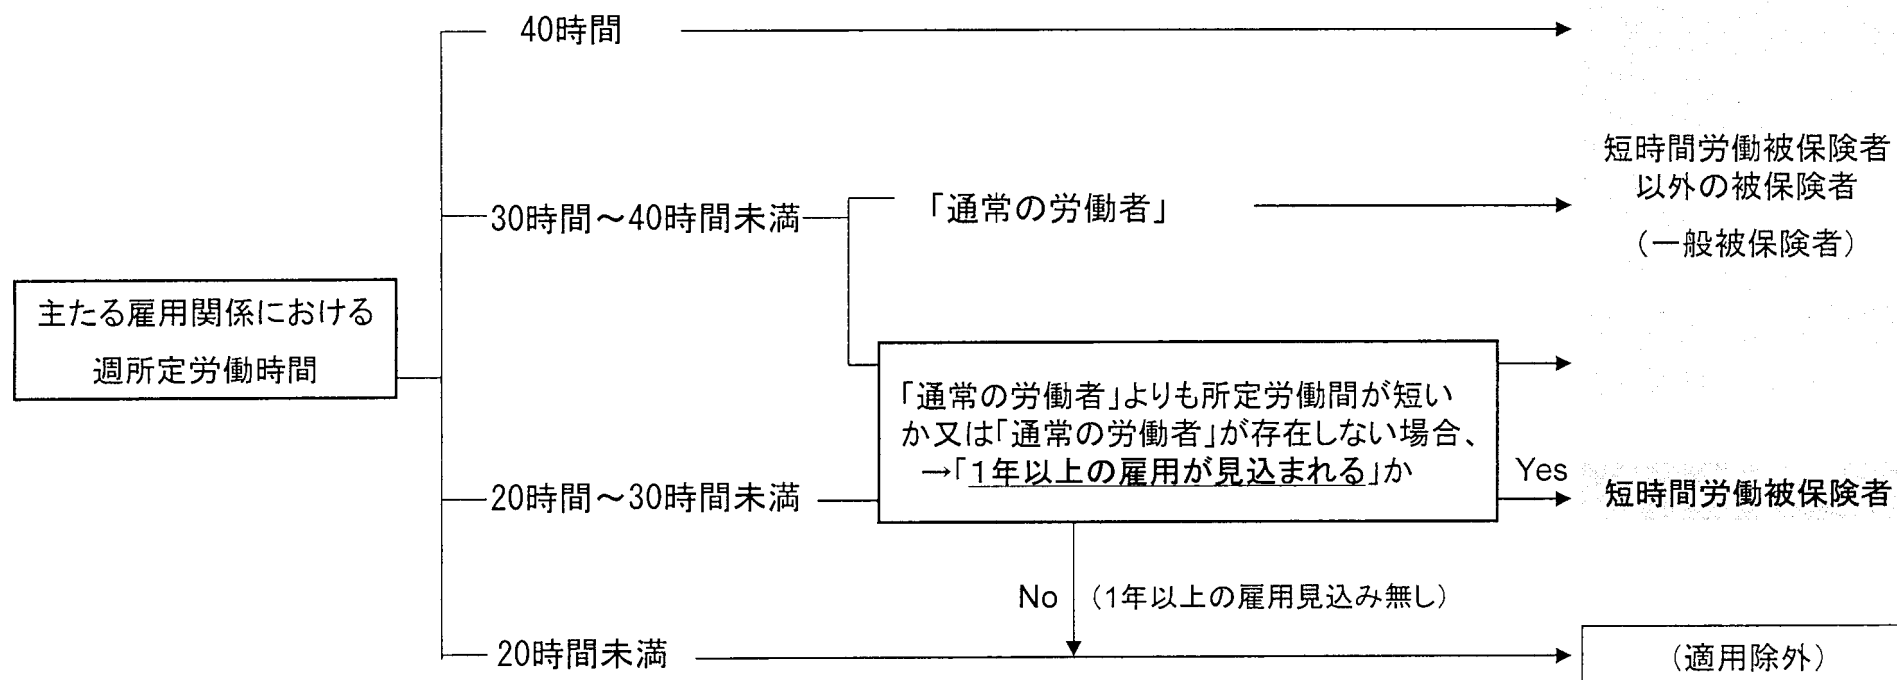 40時間
短時間労働被保険者
以外の被保険者
(一般被保険者)
30時間～40時間未満
「通常の労働者」
主たる雇用関係における
週所定労働時間
「通常の労働者」よりも所定労働間が短い
か又は「通常の労働者」が存在しない場合、
→「1年以上の雇用が見込まれる」か
20時間～30時間未満
Yes
短時間労働被保険者
No (1年以上の雇用見込み無し)
20時間未満
(適用除外)